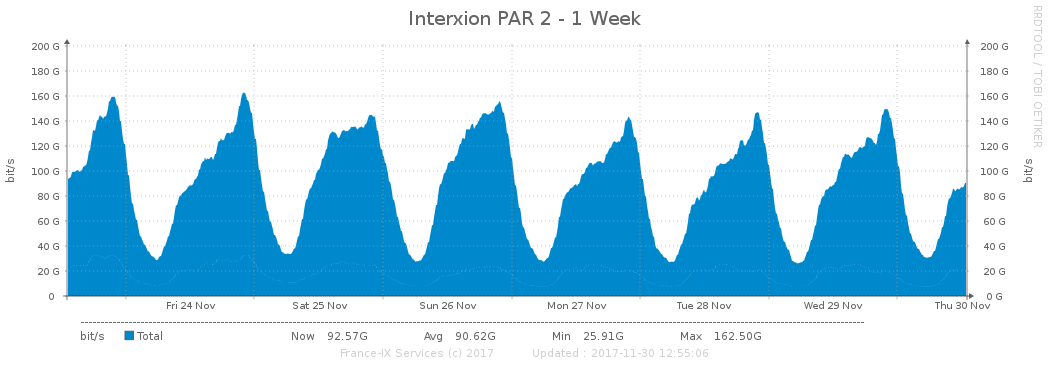 Interxion PAR 2 - 1 Week
RRDTOOL / TOBI OETIKER
bit/s
200 G 200 G
180 G 180 G
160 G 160 G
140 G 140 G
120 G 120 G
100 G 100 G
80 G 80 G
60 G 60 G
40 G 40 G
20 G 20 G
0 0 G
bit/s
Fri 24 Nov Sat 25 Nov Sun 26 Nov Mon 27 Nov Tue 28 Nov Wed 29 Nov Thu 30 Nov
bit/s Total Now 92.57G Avg 90.62G Min 25.91G Max 162.50G
France-IX Services (c) 2017 Updated : 2017-11-30 12:55:06